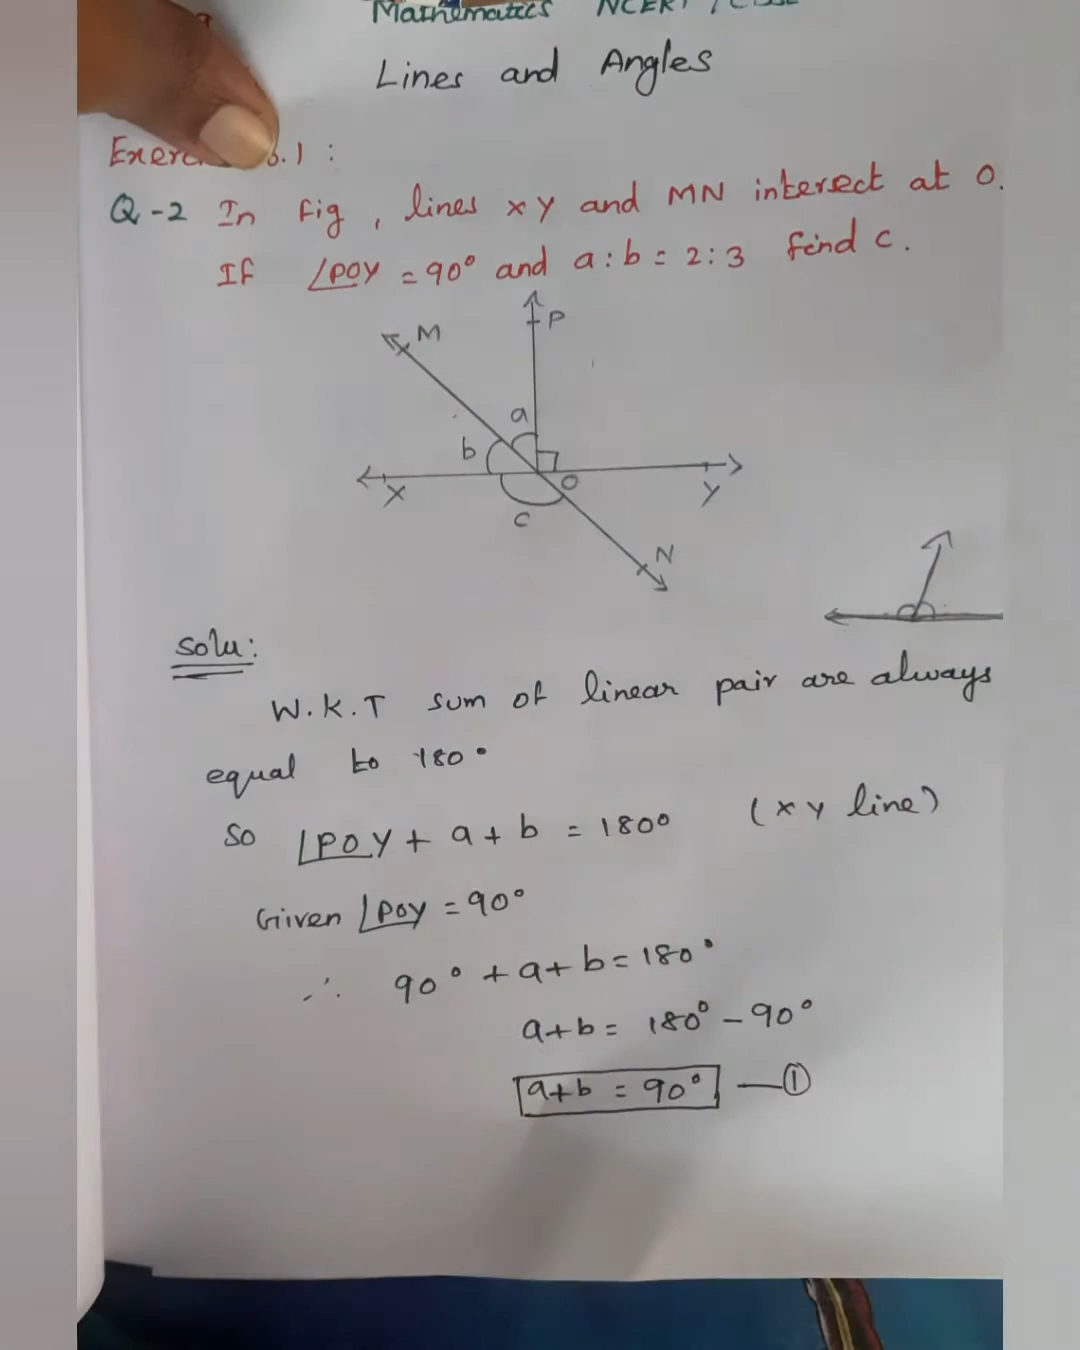 Mathematics NCERT /
Lines and Angles
6.1 :
Q-2 In fig, lines XY and MN interect at O.
If ∠POY = 90° and a : b = 2 : 3 find c.
M
P
a
b
X
O
Y
c
N
Solu:
W.K.T sum of linear pair are always
equal to 180°
So ∠POY + a + b = 180° (XY line)
Given ∠POY = 90°
∴ 90° + a + b = 180°
a + b = 180° - 90°
a + b = 90° — ①